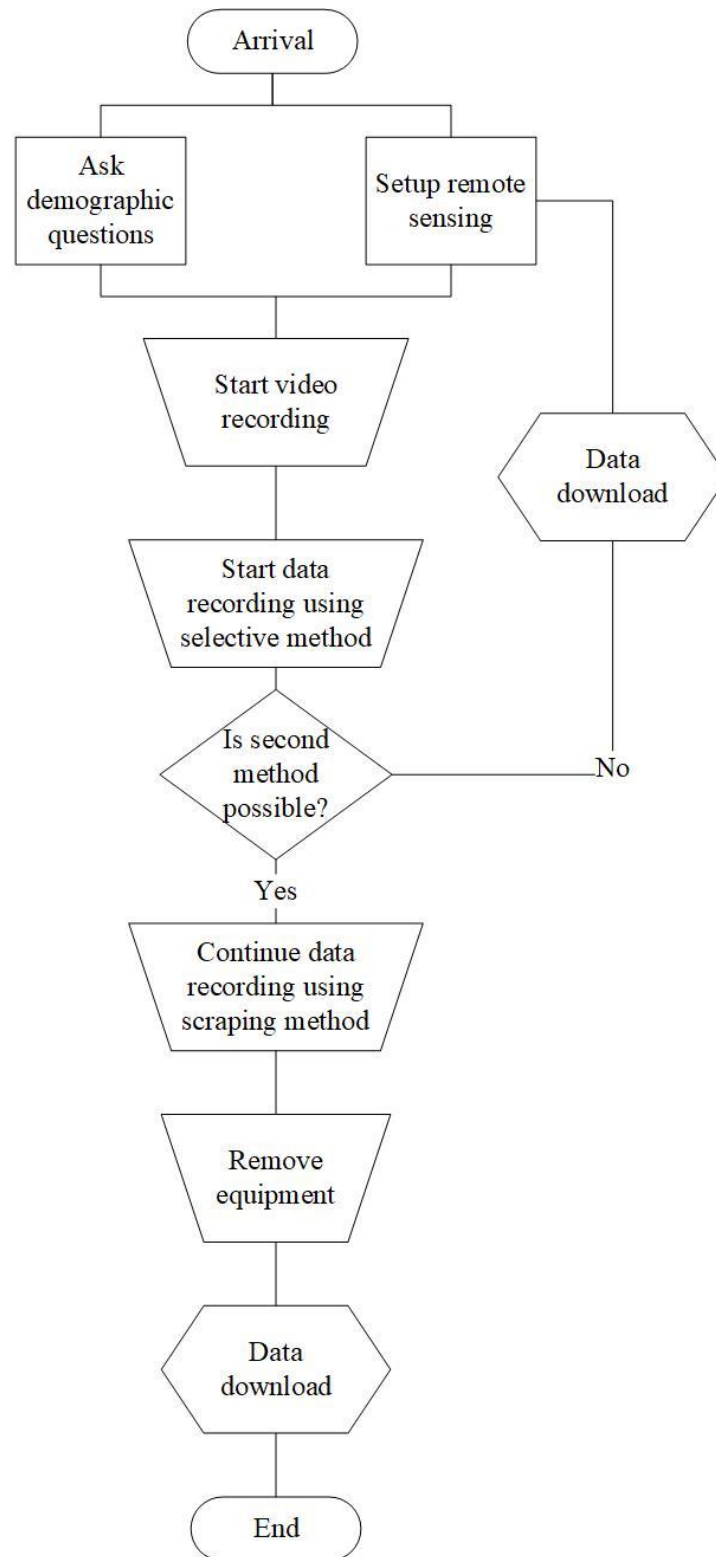 Arrival
Ask
demographic
questions
Setup remote
sensing
Start video
recording
Data
download
Start data
recording using
selective method
Is second
method
possible?
No
Yes
Continue data
recording using
scraping method
Remove
equipment
Data
download
End